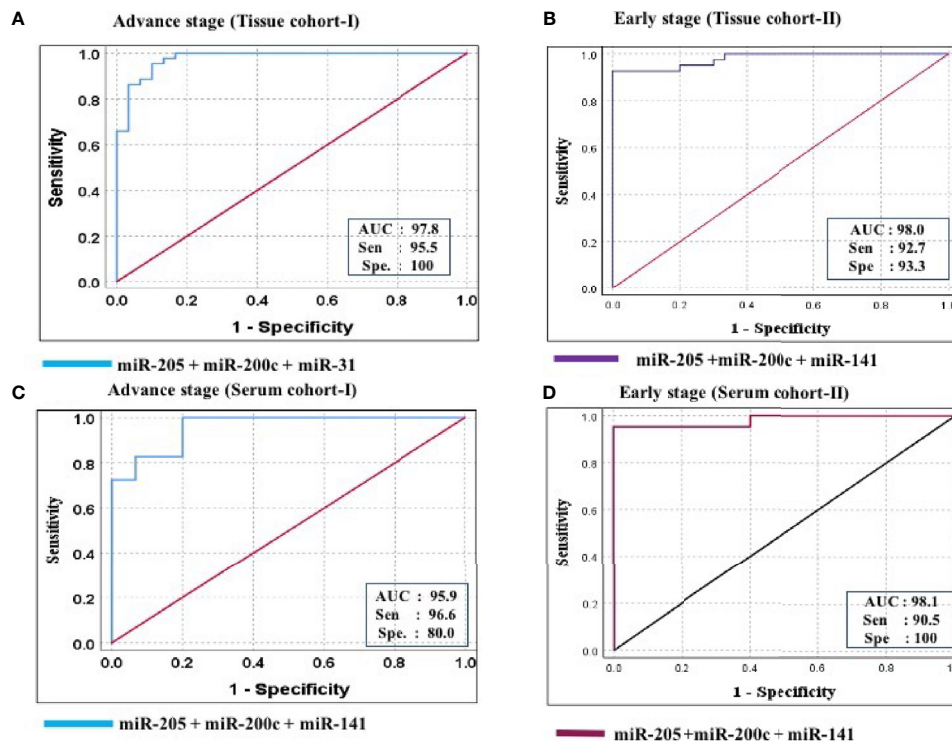 A
Advance stage (Tissue cohort-I)
1.0
0.8
0.6
0.4
0.2
0.0
Sensitivity
AUC : 97.8
Sen : 95.5
Spe. : 100
0.0 0.2 0.4 0.6 0.8 1.0
1 - Specificity
miR-205 + miR-200c + miR-31
B
Early stage (Tissue cohort-II)
1.0
0.8
0.6
0.4
0.2
0.0
Sensitivity
AUC : 98.0
Sen : 92.7
Spe : 93.3
0.0 0.2 0.4 0.6 0.8 1.0
1 - Specificity
miR-205 +miR-200c + miR-141
C
Advance stage (Serum cohort-I)
1.0
0.8
0.6
0.4
0.2
0.0
Sensitivity
AUC : 95.9
Sen : 96.6
Spe. : 80.0
0.0 0.2 0.4 0.6 0.8 1.0
1 - Specificity
miR-205 + miR-200c + miR-141
D
Early stage (Serum cohort-II)
1.0
0.8
0.6
0.4
0.2
0.0
Sensitivity
AUC : 98.1
Sen : 90.5
Spe : 100
0.0 0.2 0.4 0.6 0.8
1 - Specificity
miR-205+miR-200c + miR-141